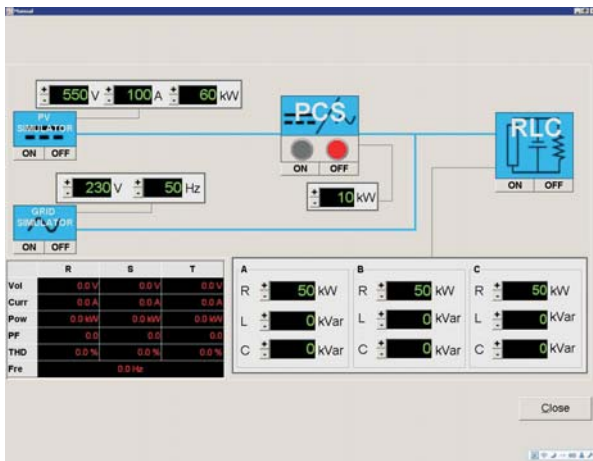 Manual
+ - 550 V + - 100 A + - 60 kW
PV
SIMULATOR
ON OFF
PCS
ON OFF
+ - 10 kW
RLC
ON OFF
+ - 230 V + - 50 Hz
GRID
SIMULATOR
ON OFF
R S T
Vol 0.0 V 0.0 V 0.0 V
Curr 0.0 A 0.0 A 0.0 A
Pow 0.0 kW 0.0 kW 0.0 kW
PF 0.0 0.0 0.0
THD 0.0 % 0.0 % 0.0 %
Fre 0.0 Hz
A
R + - 50 kW
L + - 0 kVar
C + - 0 kVar
B
R + - 50 kW
L + - 0 kVar
C + - 0 kVar
C
R + - 50 kW
L + - 0 kVar
C + - 0 kVar
Close